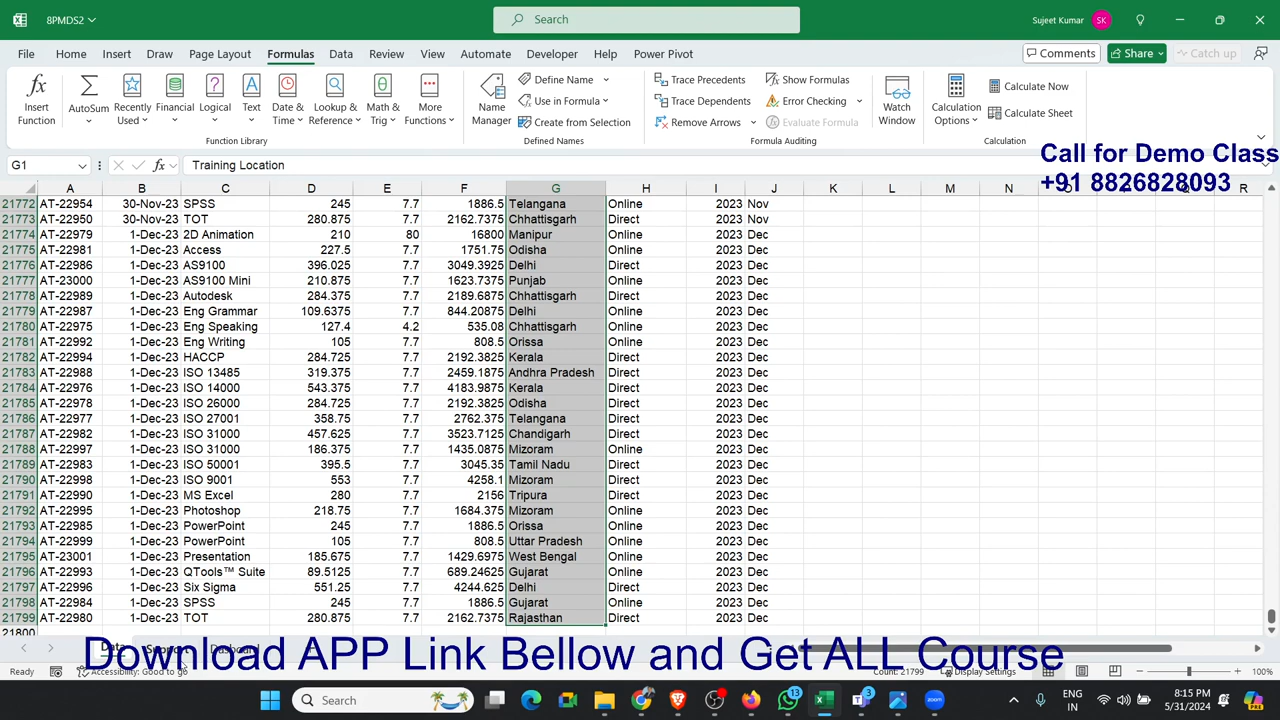 8PMDS2
Search
Sujeet Kumar SK
File Home Insert Draw Page Layout Formulas Data Review View Automate Developer Help Power Pivot Comments Share Catch up
Insert Function
AutoSum
Recently Used
Financial
Logical
Text
Date & Time
Lookup & Reference
Math & Trig
More Functions
Function Library
Name Manager
Define Name
Use in Formula
Create from Selection
Defined Names
Trace Precedents
Trace Dependents
Remove Arrows
Show Formulas
Error Checking
Evaluate Formula
Formula Auditing
Watch Window
Calculation Options
Calculate Now
Calculate Sheet
Calculation
Call for Demo Class
+91 8826828093
G1 fx Training Location
A B C D E F G H I J K L M N R
21772 AT-22954 30-Nov-23 SPSS 245 7.7 1886.5 Telangana Online 2023 Nov
21773 AT-22950 30-Nov-23 TOT 280.875 7.7 2162.7375 Chhattisgarh Direct 2023 Nov
21774 AT-22979 1-Dec-23 2D Animation 210 80 16800 Manipur Online 2023 Dec
21775 AT-22981 1-Dec-23 Access 227.5 7.7 1751.75 Odisha Online 2023 Dec
21776 AT-22986 1-Dec-23 AS9100 396.025 7.7 3049.3925 Delhi Direct 2023 Dec
21777 AT-23000 1-Dec-23 AS9100 Mini 210.875 7.7 1623.7375 Punjab Online 2023 Dec
21778 AT-22989 1-Dec-23 Autodesk 284.375 7.7 2189.6875 Chhattisgarh Direct 2023 Dec
21779 AT-22987 1-Dec-23 Eng Grammar 109.6375 7.7 844.20875 Delhi Online 2023 Dec
21780 AT-22975 1-Dec-23 Eng Speaking 127.4 4.2 535.08 Chhattisgarh Online 2023 Dec
21781 AT-22992 1-Dec-23 Eng Writing 105 7.7 808.5 Orissa Online 2023 Dec
21782 AT-22994 1-Dec-23 HACCP 284.725 7.7 2192.3825 Kerala Direct 2023 Dec
21783 AT-22988 1-Dec-23 ISO 13485 319.375 7.7 2459.1875 Andhra Pradesh Direct 2023 Dec
21784 AT-22976 1-Dec-23 ISO 14000 543.375 7.7 4183.9875 Kerala Direct 2023 Dec
21785 AT-22978 1-Dec-23 ISO 26000 284.725 7.7 2192.3825 Odisha Direct 2023 Dec
21786 AT-22977 1-Dec-23 ISO 27001 358.75 7.7 2762.375 Telangana Direct 2023 Dec
21787 AT-22982 1-Dec-23 ISO 31000 457.625 7.7 3523.7125 Chandigarh Direct 2023 Dec
21788 AT-22997 1-Dec-23 ISO 31000 186.375 7.7 1435.0875 Mizoram Online 2023 Dec
21789 AT-22983 1-Dec-23 ISO 50001 395.5 7.7 3045.35 Tamil Nadu Direct 2023 Dec
21790 AT-22998 1-Dec-23 ISO 9001 553 7.7 4258.1 Mizoram Direct 2023 Dec
21791 AT-22990 1-Dec-23 MS Excel 280 7.7 2156 Tripura Direct 2023 Dec
21792 AT-22995 1-Dec-23 Photoshop 218.75 7.7 1684.375 Mizoram Online 2023 Dec
21793 AT-22985 1-Dec-23 PowerPoint 245 7.7 1886.5 Orissa Online 2023 Dec
21794 AT-22999 1-Dec-23 PowerPoint 105 7.7 808.5 Uttar Pradesh Online 2023 Dec
21795 AT-23001 1-Dec-23 Presentation 185.675 7.7 1429.6975 West Bengal Online 2023 Dec
21796 AT-22993 1-Dec-23 QTools™ Suite 89.5125 7.7 689.24625 Gujarat Online 2023 Dec
21797 AT-22996 1-Dec-23 Six Sigma 551.25 7.7 4244.625 Delhi Direct 2023 Dec
21798 AT-22984 1-Dec-23 SPSS 245 7.7 1886.5 Gujarat Online 2023 Dec
21799 AT-22980 1-Dec-23 TOT 280.875 7.7 2162.7375 Rajasthan Direct 2023 Dec
21800
Data Support Dashboard
Download APP Link Bellow and Get ALL Course
Ready Accessibility: Good to go Count: 21799 Display Settings 100%
Search 13 3 ENG IN 8:15 PM 5/31/2024